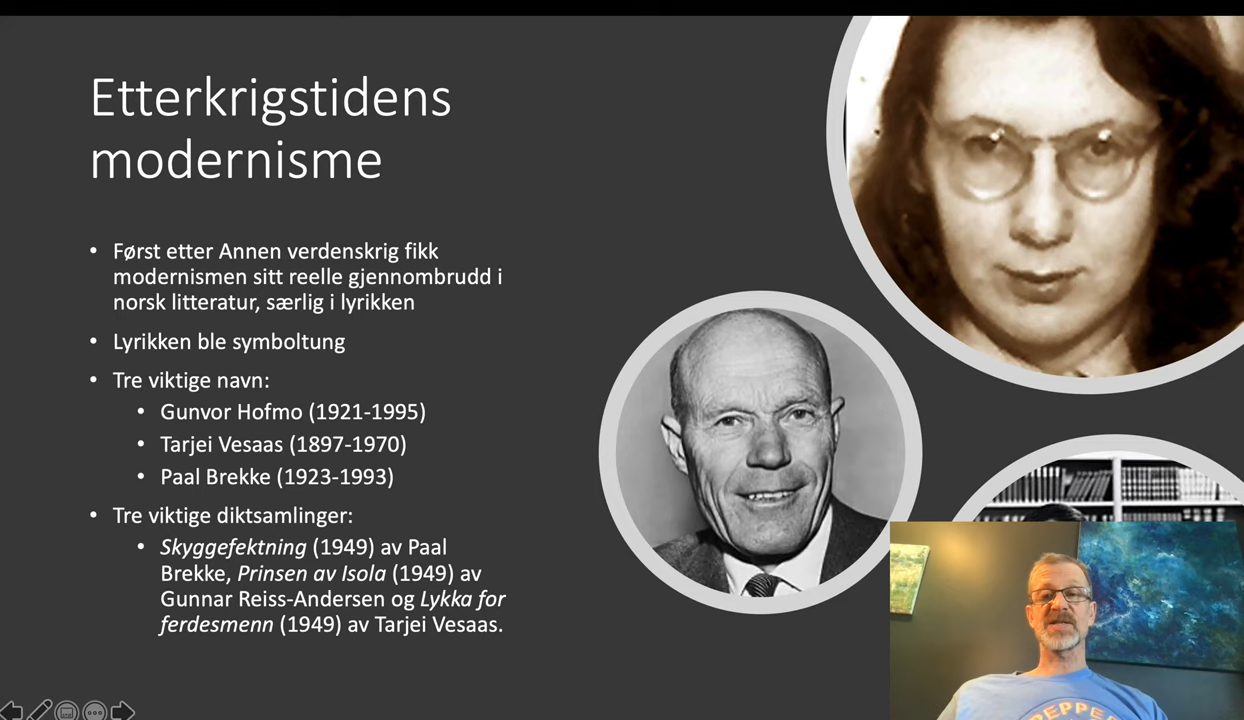 Etterkrigstidens
modernisme
• Først etter Annen verdenskrig fikk
modernismen sitt reelle gjennombrudd i
norsk litteratur, særlig i lyrikken
• Lyrikken ble symboltung
• Tre viktige navn:
• Gunvor Hofmo (1921-1995)
• Tarjei Vesaas (1897-1970)
• Paal Brekke (1923-1993)
• Tre viktige diktsamlinger:
• Skyggefektning (1949) av Paal
Brekke, Prinsen av Isola (1949) av
Gunnar Reiss-Andersen og Lykka for
ferdesmenn (1949) av Tarjei Vesaas.